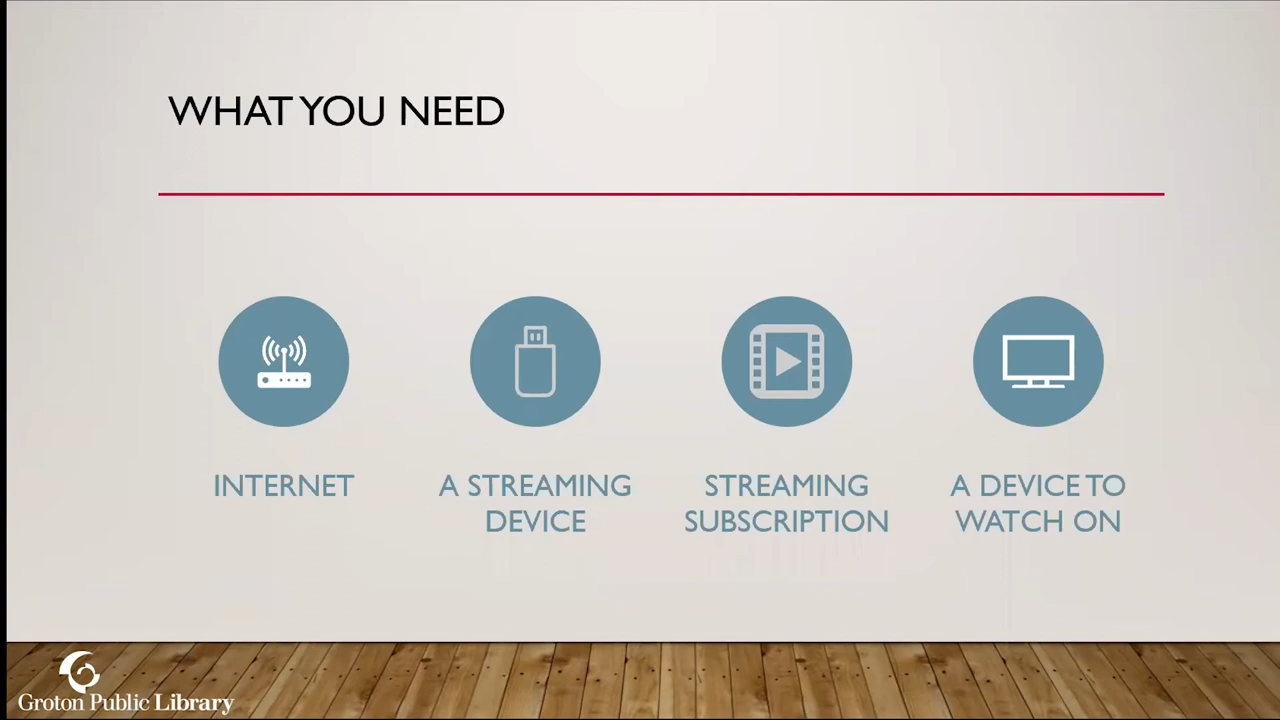 WHAT YOU NEED
INTERNET
A STREAMING
DEVICE
STREAMING
SUBSCRIPTION
A DEVICE TO
WATCH ON
Groton Public Library